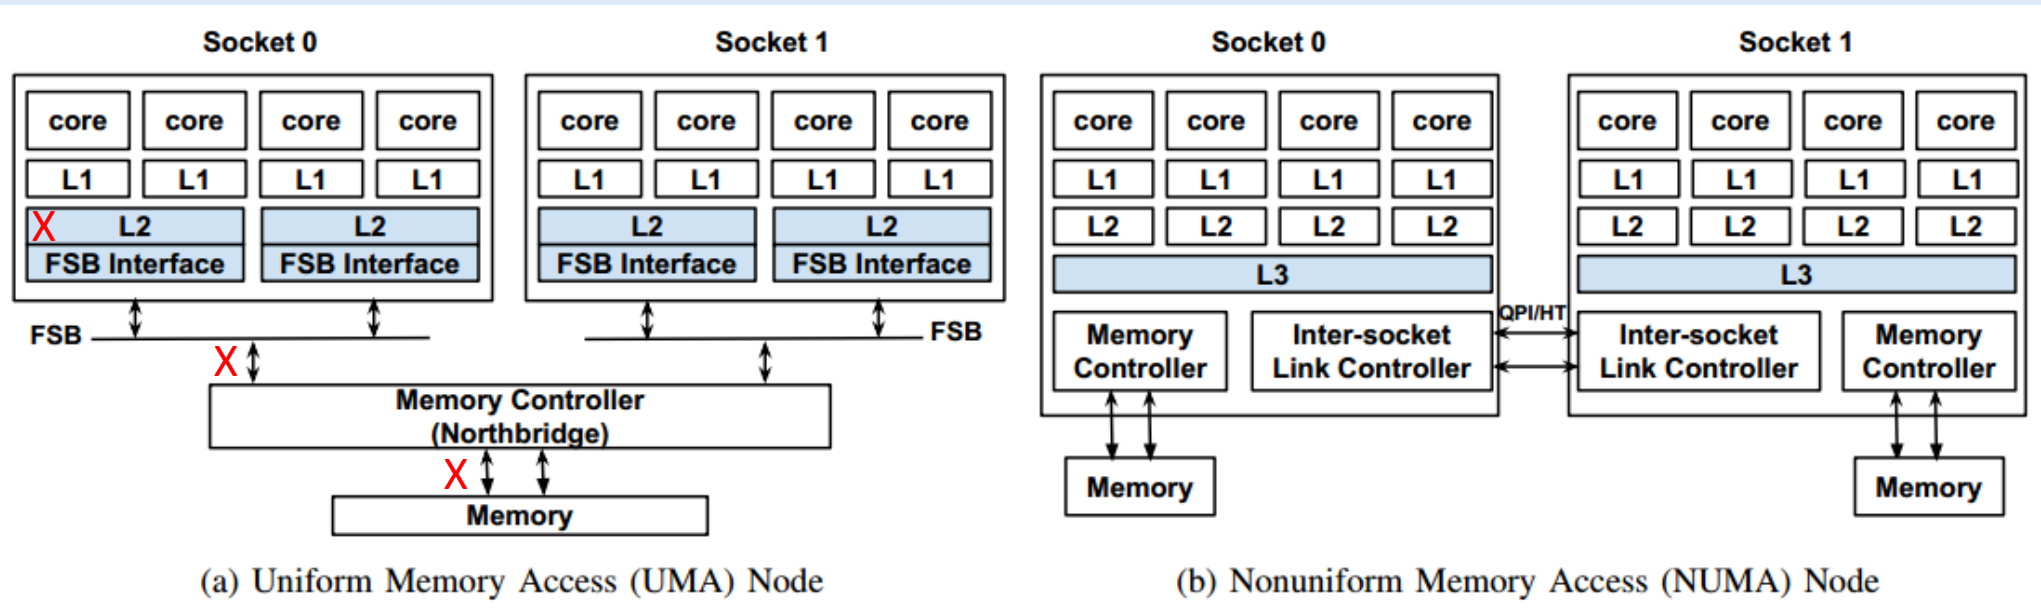 Socket 0
Socket 1
core core core core
core core core core
L1 L1 L1 L1
L1 L1 L1 L1
X L2 L2
L2 L2
FSB Interface FSB Interface
FSB Interface FSB Interface
FSB
FSB
X
Memory Controller
(Northbridge)
X
Memory
(a) Uniform Memory Access (UMA) Node
Socket 0
Socket 1
core core core core
core core core core
L1 L1 L1 L1
L1 L1 L1 L1
L2 L2 L2 L2
L2 L2 L2 L2
L3
L3
QPI/HT
Memory
Controller
Inter-socket
Link Controller
Inter-socket
Link Controller
Memory
Controller
Memory
Memory
(b) Nonuniform Memory Access (NUMA) Node